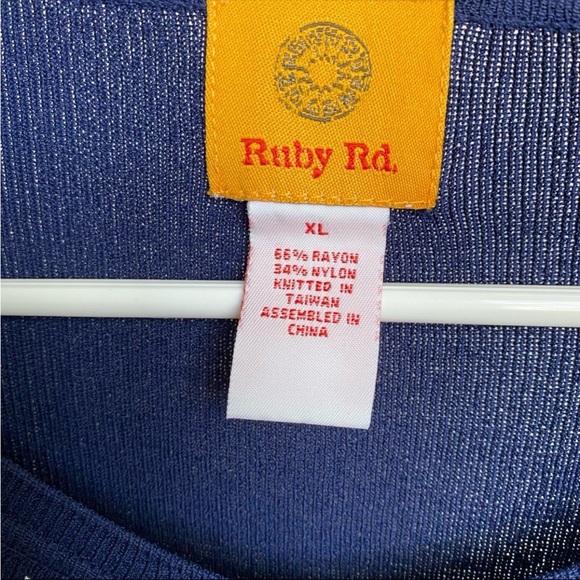 Ruby Rd.
XL
66% RAYON
34% NYLON
KNITTED IN
TAIWAN
ASSEMBLED IN
CHINA